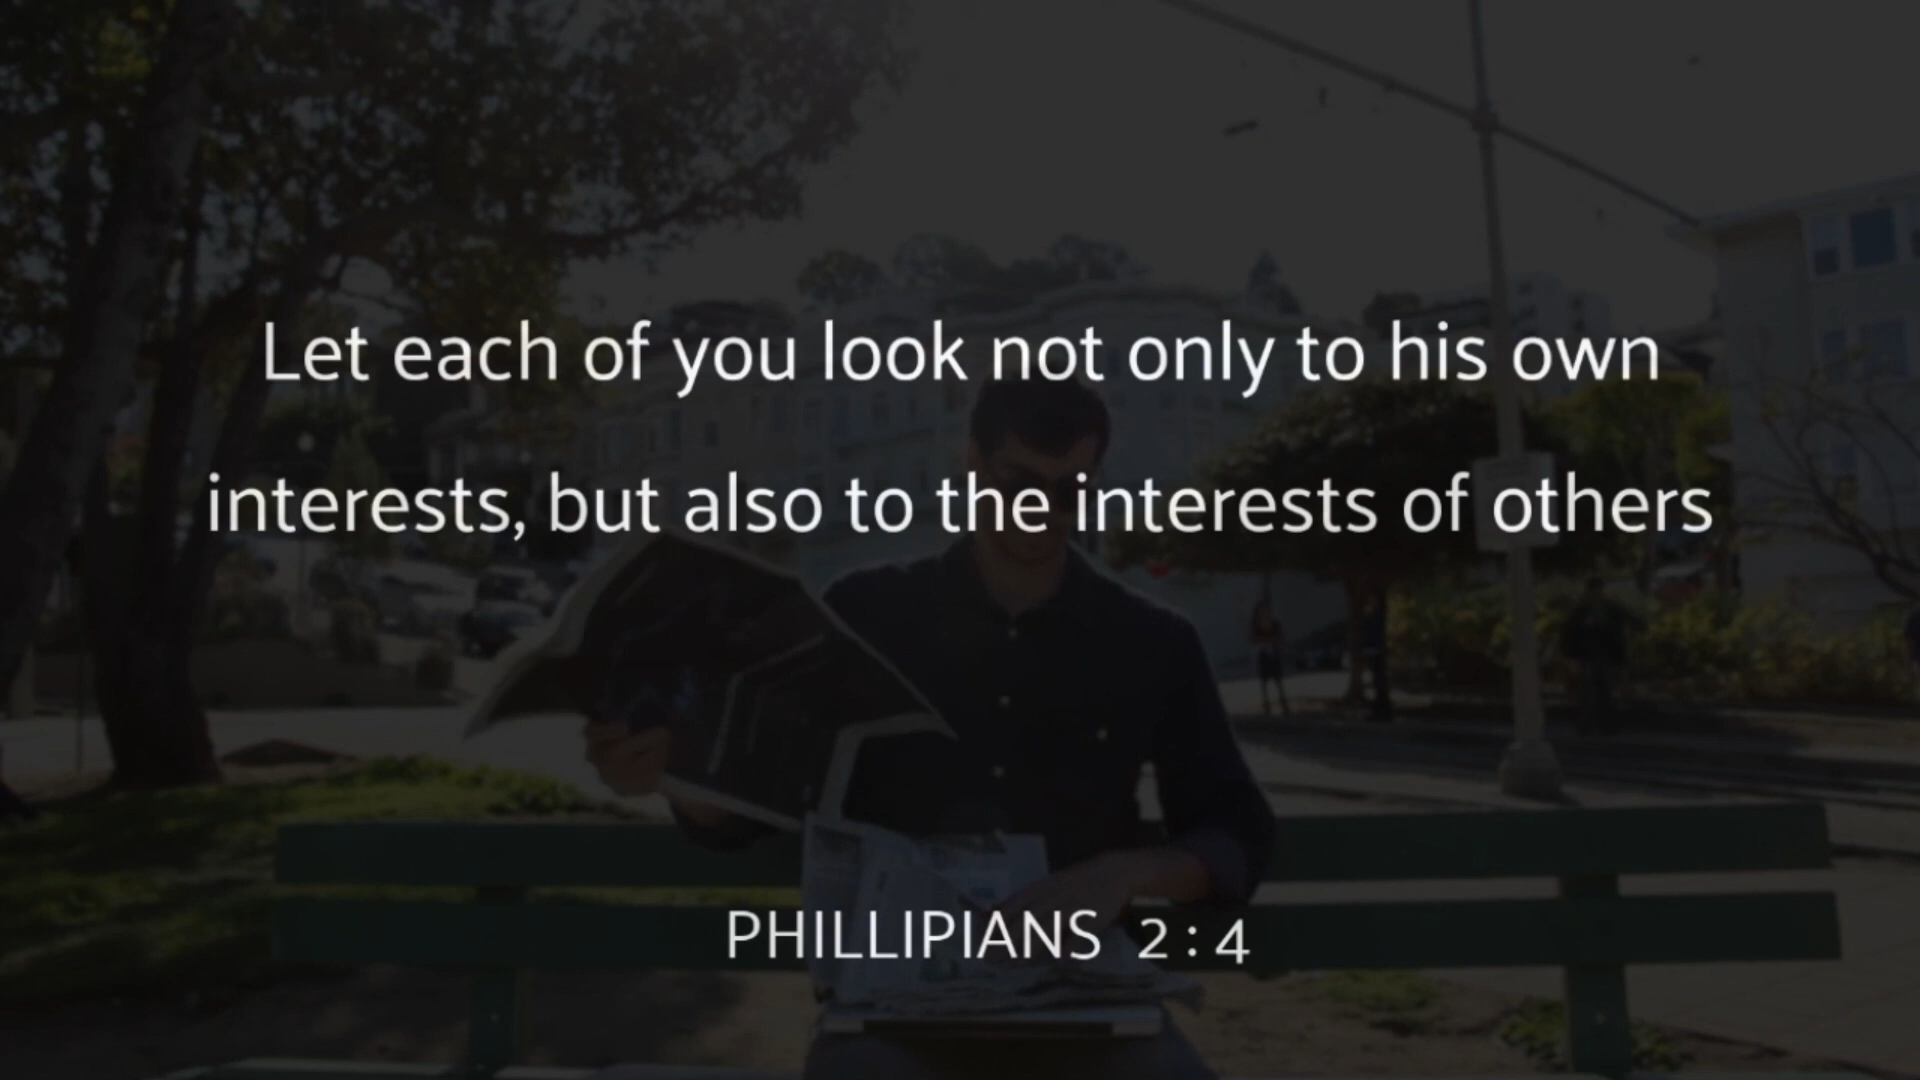 Let each of you look not only to his own
interests, but also to the interests of others
PHILLIPIANS 2:4